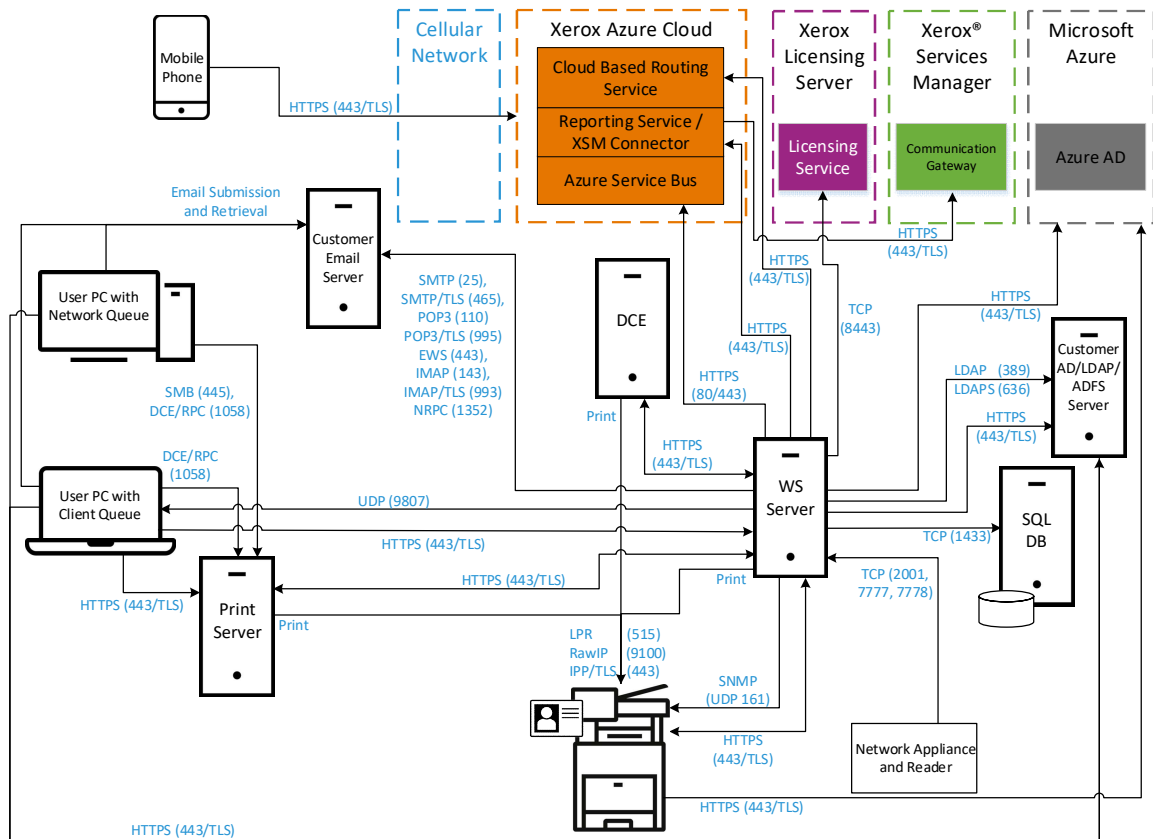 Mobile
Phone
HTTPS (443/TLS)
Cellular
Network
Xerox Azure Cloud
Cloud Based Routing
Service
Reporting Service /
XSM Connector
Azure Service Bus
Xerox
Licensing
Server
Licensing
Service
Xerox®
Services
Manager
Communication
Gateway
Microsoft
Azure
Azure AD
Email Submission
and Retrieval
Customer
Email
Server
User PC with
Network Queue
SMTP (25),
SMTP/TLS (465),
POP3 (110)
POP3/TLS (995)
EWS (443),
IMAP (143),
IMAP/TLS (993)
NRPC (1352)
DCE
Print
HTTPS
(443/TLS)
HTTPS
(443/TLS)
HTTPS
(443/TLS)
HTTPS
(80/443)
TCP
(8443)
HTTPS
(443/TLS)
HTTPS
(443/TLS)
Customer
AD/LDAP/
ADFS
Server
LDAP (389)
LDAPS (636)
HTTPS
(443/TLS)
SMB (445),
DCE/RPC (1058)
DCE/RPC
(1058)
User PC with
Client Queue
UDP (9807)
HTTPS (443/TLS)
WS
Server
TCP (1433)
SQL
DB
HTTPS (443/TLS)
HTTPS (443/TLS)
Print
Server
Print
Print
TCP (2001,
7777, 7778)
LPR (515)
RawIP (9100)
IPP/TLS (443)
SNMP
(UDP 161)
HTTPS
(443/TLS)
Network Appliance
and Reader
HTTPS (443/TLS)
HTTPS (443/TLS)